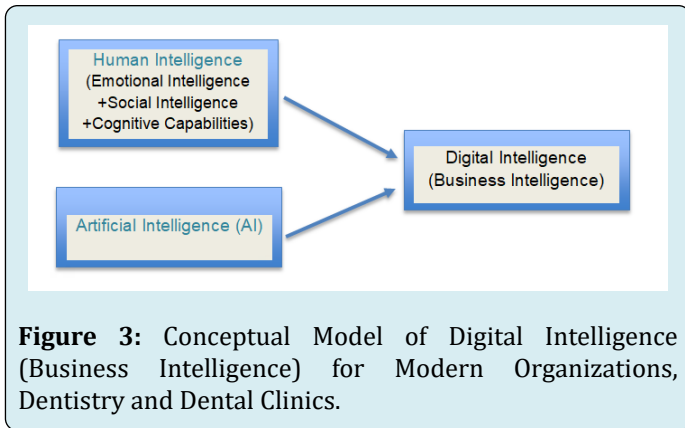 Human Intelligence
(Emotional Intelligence
+Social Intelligence
+Cognitive Capabilities)
Digital Intelligence
(Business Intelligence)
Artificial Intelligence (AI)
Figure 3: Conceptual Model of Digital Intelligence
(Business Intelligence) for Modern Organizations,
Dentistry and Dental Clinics.